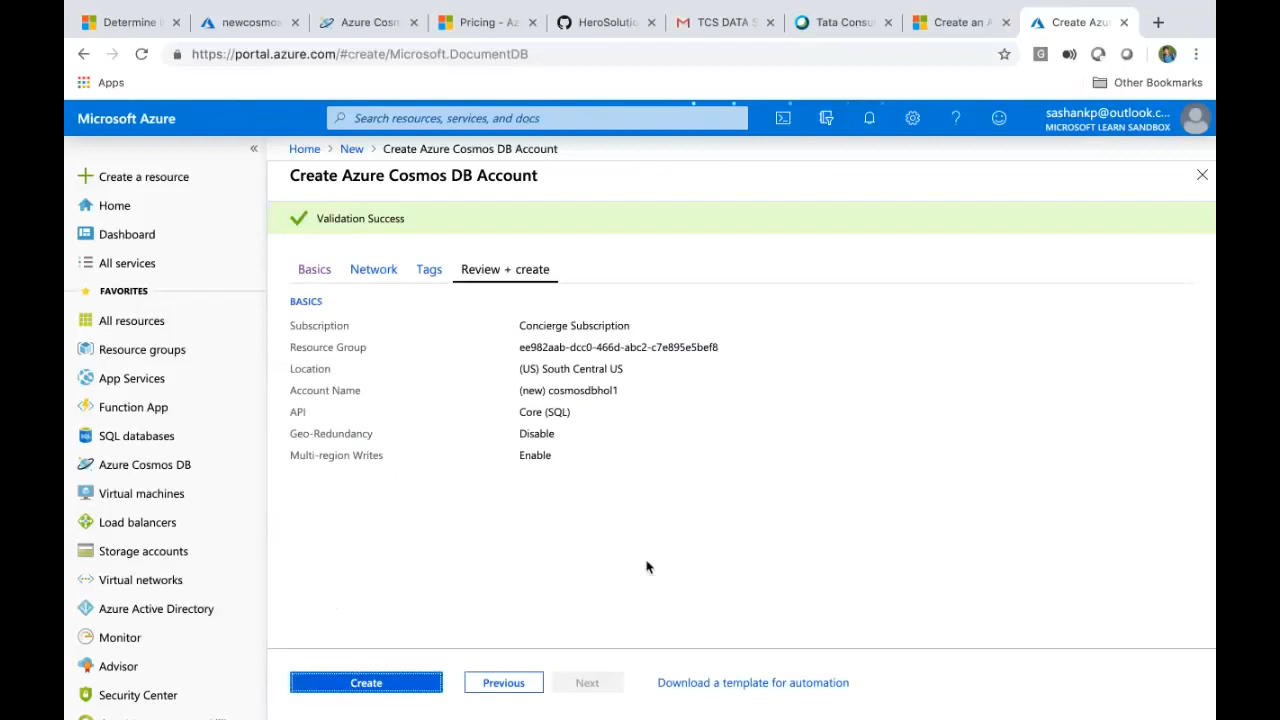 Determine
newcosmo
Azure Cosm
Pricing - Az
HeroSolutio
TCS DATA S
Tata Consu
Create an A
Create Azur
https://portal.azure.com/#create/Microsoft.DocumentDB
Apps
Other Bookmarks
Microsoft Azure
Search resources, services, and docs
sashankp@outlook.c...
MICROSOFT LEARN SANDBOX
Home > New > Create Azure Cosmos DB Account
Create Azure Cosmos DB Account
Validation Success
Create a resource
Home
Dashboard
All services
FAVORITES
All resources
Resource groups
App Services
Function App
SQL databases
Azure Cosmos DB
Virtual machines
Load balancers
Storage accounts
Virtual networks
Azure Active Directory
Monitor
Advisor
Security Center
Basics Network Tags Review + create
BASICS
Subscription Concierge Subscription
Resource Group ee982aab-dcc0-466d-abc2-c7e895e5bef8
Location (US) South Central US
Account Name (new) cosmosdbhol1
API Core (SQL)
Geo-Redundancy Disable
Multi-region Writes Enable
Create Previous Next Download a template for automation